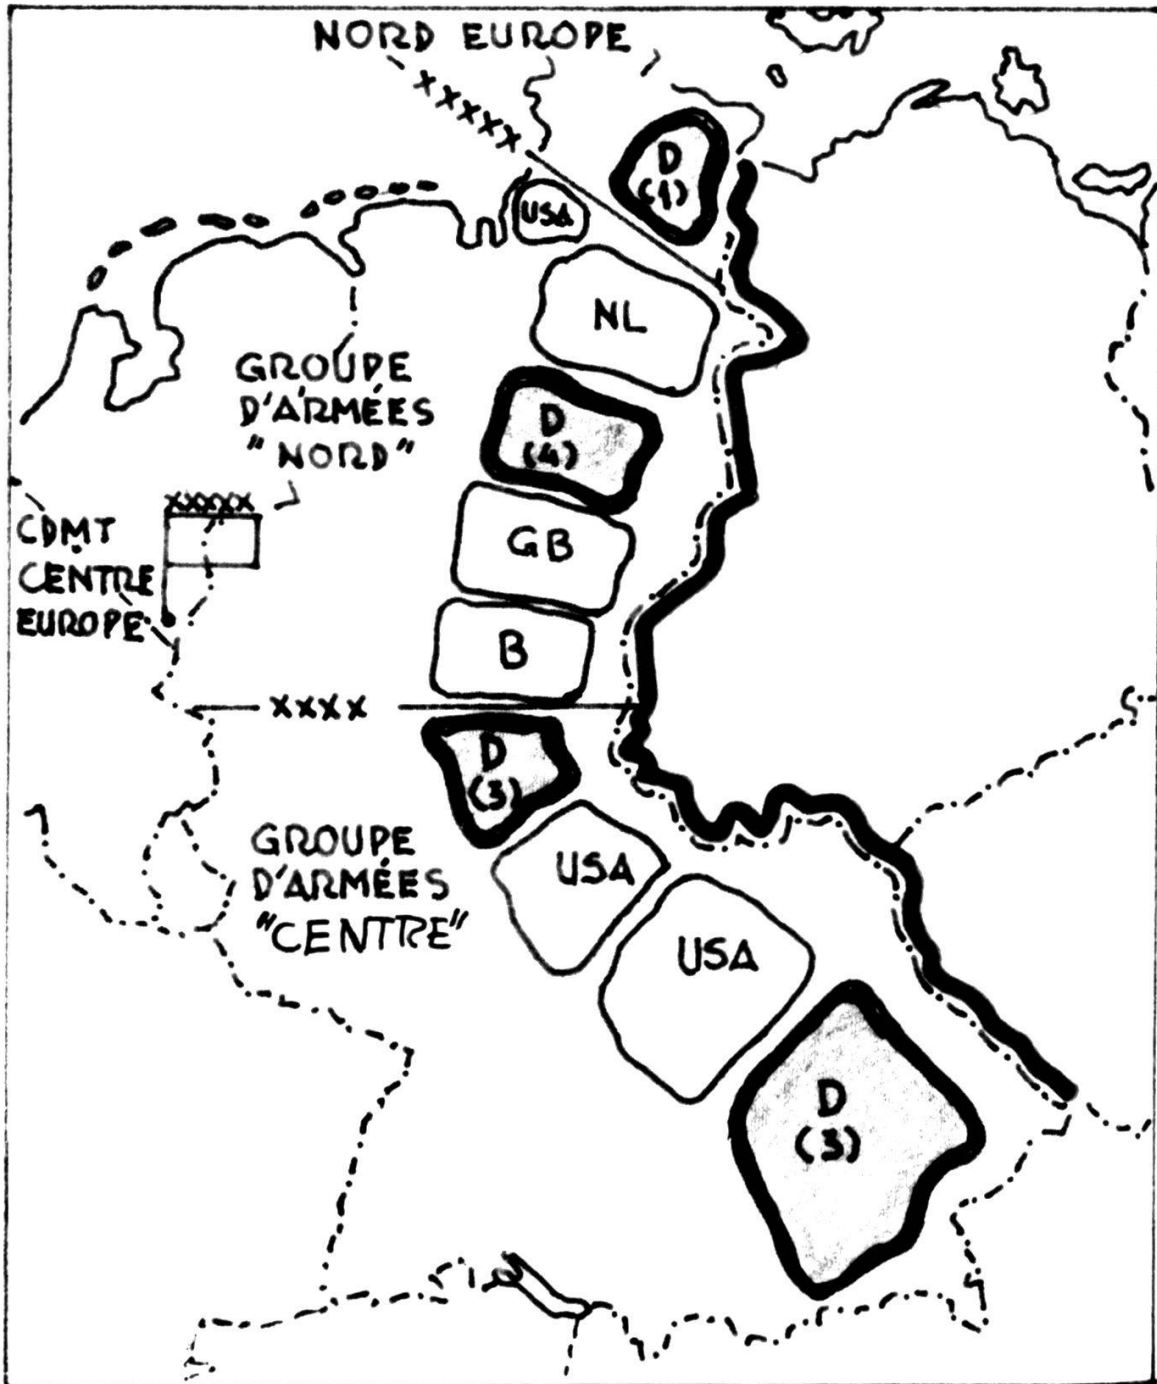 NORD EUROPE
XXXXX
D
(1)
USA
NL
GROUPE
D'ARMÉES
"NORD"
D
(4)
XXXXX
CDMT
CENTRE
EUROPE
GB
B
XXXX
D
(3)
GROUPE
D'ARMÉES
"CENTRE"
USA
USA
D
(3)